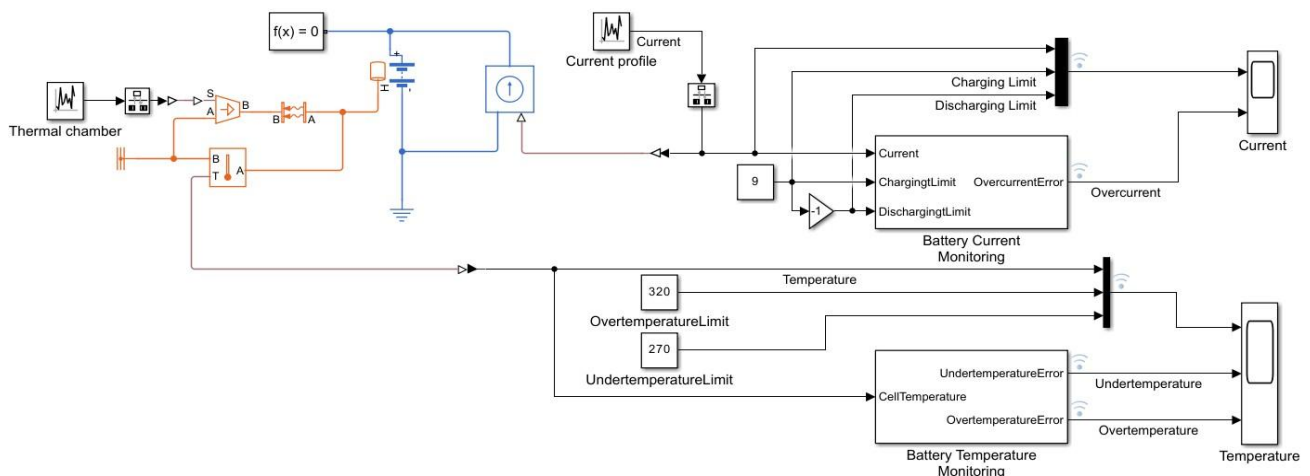 f(x) = 0
Current
Current profile
+
-
H
S
A
B
B
A
Thermal chamber
B
T
A
Charging Limit
Discharging Limit
Current
Current
ChargingtLimit
DischargingtLimit
OvercurrentError
Overcurrent
9
-1
Battery Current
Monitoring
Temperature
320
OvertemperatureLimit
270
UndertemperatureLimit
CellTemperature
UndertemperatureError
OvertemperatureError
Undertemperature
Overtemperature
Battery Temperature
Monitoring
Temperature